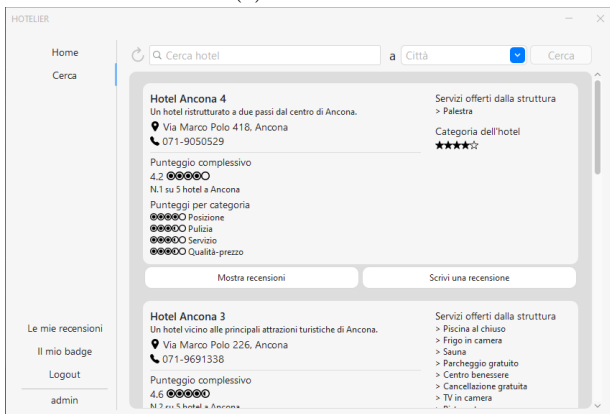 HOTELIER
Home
Cerca
Le mie recensioni
Il mio badge
Logout
admin
Cerca hotel
a
Città
Cerca
Hotel Ancona 4
Un hotel ristrutturato a due passi dal centro di Ancona.
Via Marco Polo 418, Ancona
071-9050529
Punteggio complessivo
4.2
N.1 su 5 hotel a Ancona
Punteggi per categoria
Posizione
Pulizia
Servizio
Qualità-prezzo
Servizi offerti dalla struttura
> Palestra
Categoria dell'hotel
★★★★☆
Mostra recensioni
Scrivi una recensione
Hotel Ancona 3
Un hotel vicino alle principali attrazioni turistiche di Ancona.
Via Marco Polo 226, Ancona
071-9691338
Punteggio complessivo
4.6
N.2 su 5 hotel a Ancona
Servizi offerti dalla struttura
> Piscina al chiuso
> Frigo in camera
> Sauna
> Parcheggio gratuito
> Centro benessere
> Cancellazione gratuita
> TV in camera